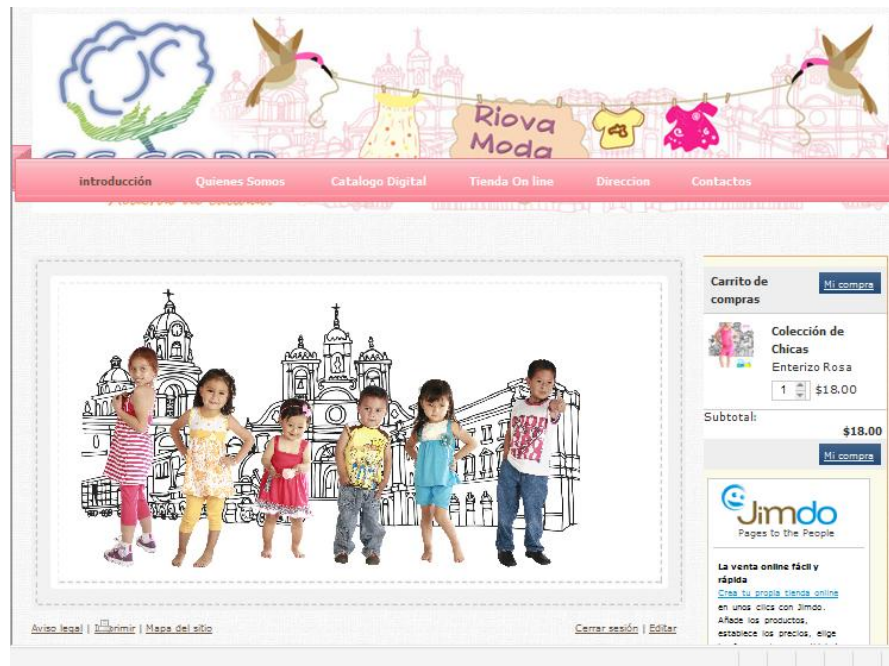 Riova
Moda
introducción Quienes Somos Catalogo Digital Tienda On line Direccion Contactos
Carrito de
compras
Mi compra
Colección de
Chicas
Enterizo Rosa
1 $18.00
Subtotal:
$18.00
Mi compra
Jimdo
Pages to the People
La venta online fácil y
rápida
Crea tu propia tienda online
en unos clics con Jimdo.
Añade los productos,
establece los precios, elige
Aviso legal | Imprimir | Mapa del sitio
Cerrar sesión | Editar